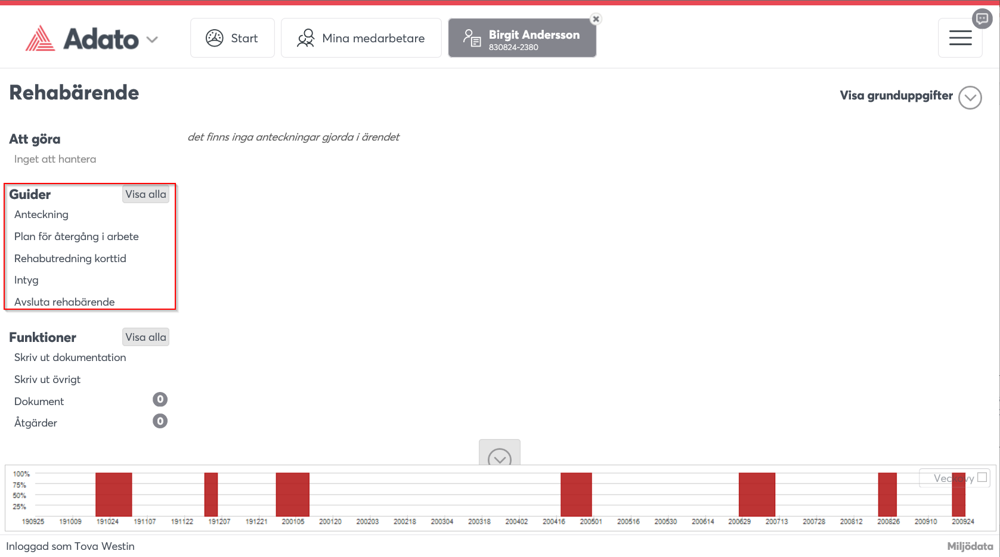 Adato
Start
Mina medarbetare
Birgit Andersson
830824-2380
Rehabärende
Visa grunduppgifter
Att göra
Inget att hantera
det finns inga anteckningar gjorda i ärendet
Guider
Visa alla
Anteckning
Plan för återgång i arbete
Rehabutredning korttid
Intyg
Avsluta rehabärende
Funktioner
Visa alla
Skriv ut dokumentation
Skriv ut övrigt
Dokument 0
Åtgärder 0
Veckovy
100%
75%
50%
25%
190925 191009 191024 191107 191122 191207 191221 200105 200120 200203 200218 200304 200318 200402 200416 200501 200516 200530 200614 200629 200713 200728 200812 200826 200910 200924
Inloggad som Tova Westin
Miljödata